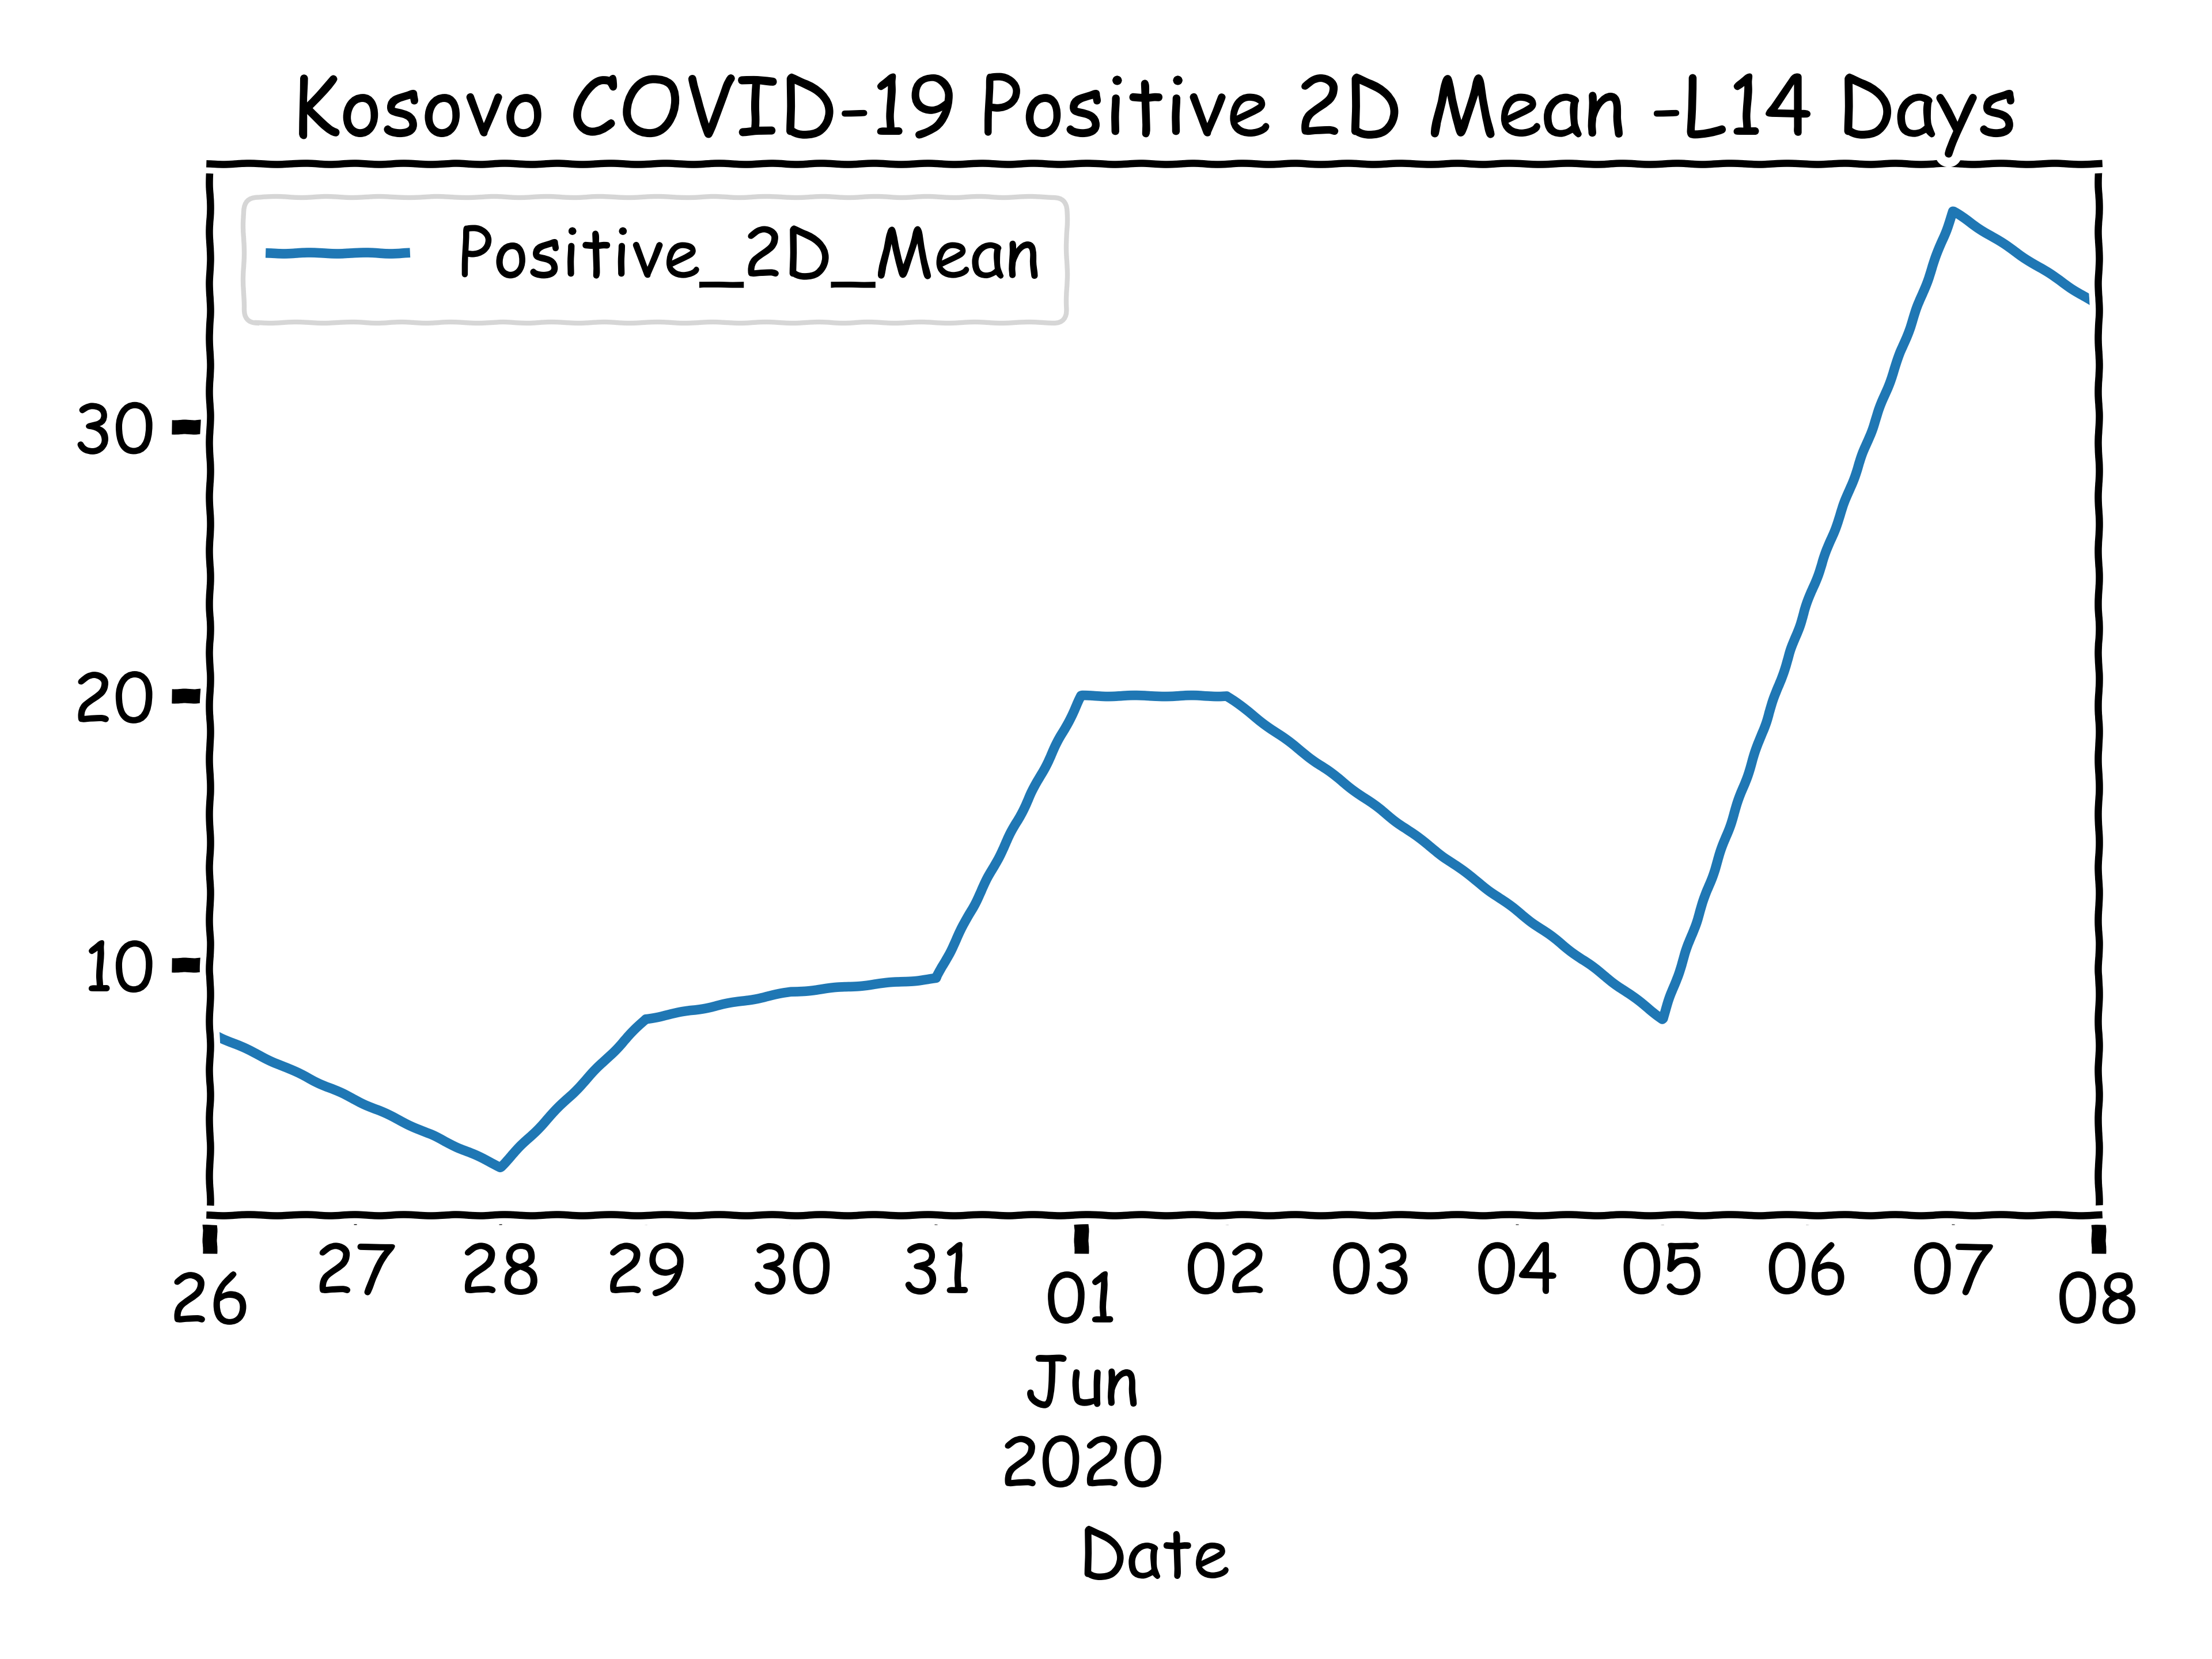 Kosovo COVID-19 Positive 2D Mean -L14 Days
Positive_2D_Mean
30
20
10
26 27 28 29 30 31 01 02 03 04 05 06 07 08
Jun
2020
Date